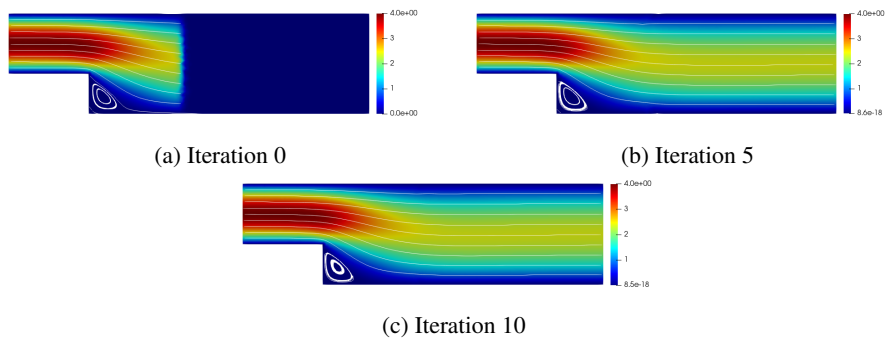 4.0e+00
3
2
1
0.0e+00
(a) Iteration 0
4.0e+00
3
2
1
8.6e-18
(b) Iteration 5
4.0e+00
3
2
1
8.5e-18
(c) Iteration 10